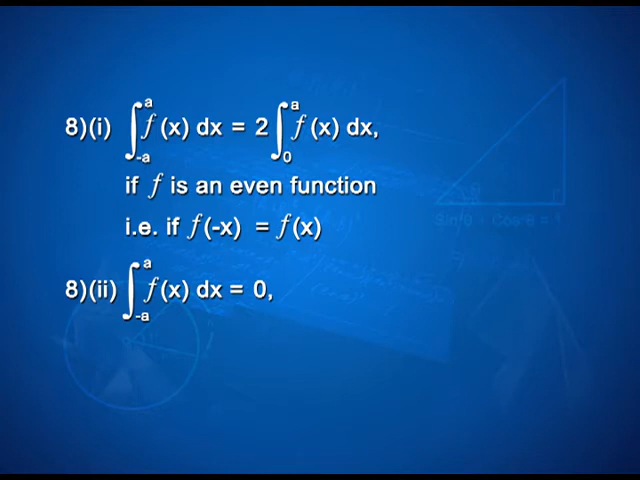 8)(i) ∫_{-a}^{a} f(x) dx = 2 ∫_{0}^{a} f(x) dx,
if f is an even function
i.e. if f(-x) = f(x)
8)(ii) ∫_{-a}^{a} f(x) dx = 0,